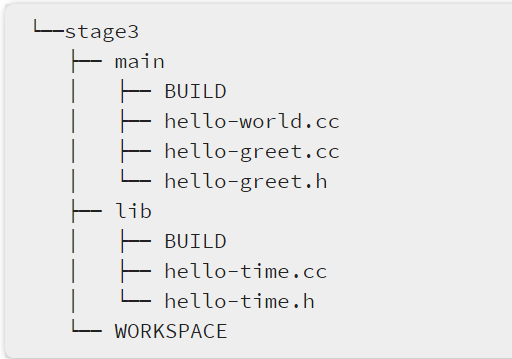 └──stage3
   ├── main
   │   ├── BUILD
   │   ├── hello-world.cc
   │   ├── hello-greet.cc
   │   └── hello-greet.h
   ├── lib
   │   ├── BUILD
   │   ├── hello-time.cc
   │   └── hello-time.h
   └── WORKSPACE